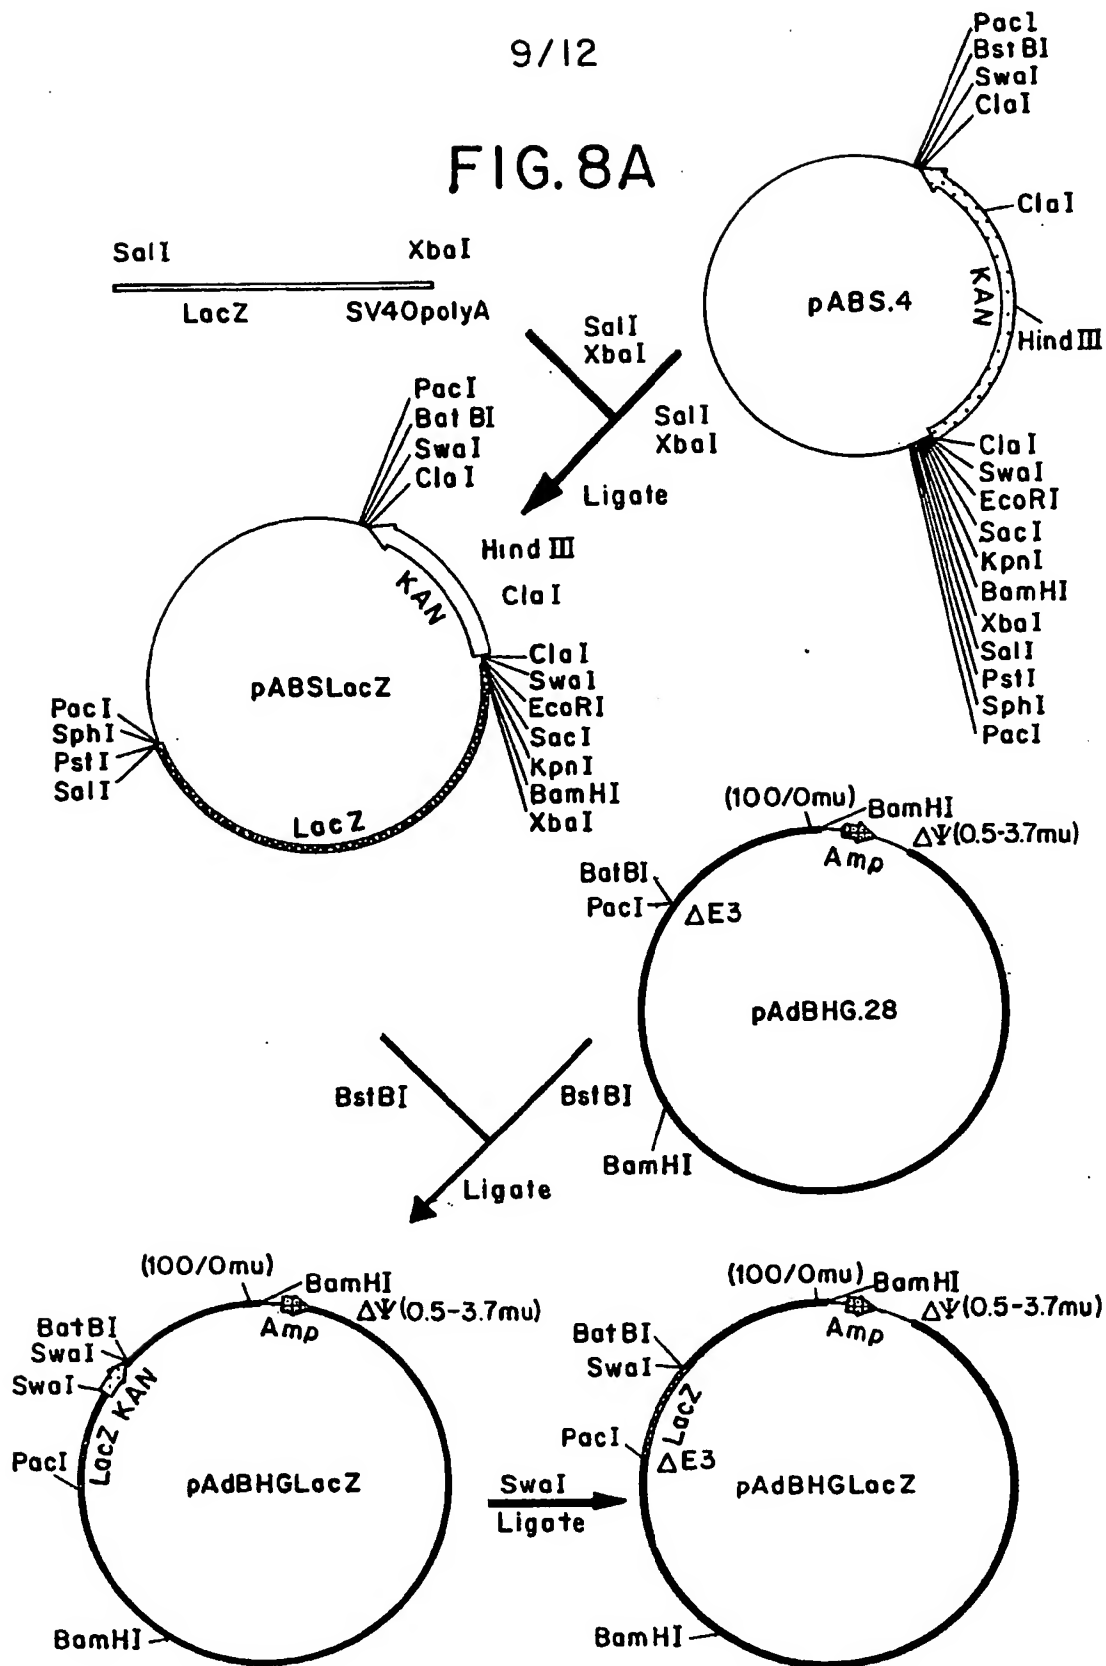 9/12
FIG. 8A
SalI
XbaI
LacZ
SV40polyA
PacI
BstBI
SwaI
ClaI
ClaI
KAN
HindIII
pABS.4
ClaI
SwaI
EcoRI
SacI
KpnI
BamHI
XbaI
SalI
PstI
SphI
PacI
SalI
XbaI
SalI
XbaI
Ligate
PacI
BatBI
SwaI
ClaI
HindIII
KAN
ClaI
pABSLacZ
ClaI
SwaI
EcoRI
SacI
KpnI
BamHI
XbaI
PacI
SphI
PstI
SalI
LacZ
(100/0mu)
BamHI
Amp
ΔΨ(0.5-3.7mu)
BatBI
PacI
ΔE3
pAdBHG.28
BamHI
BstBI
BstBI
Ligate
(100/0mu)
BamHI
Amp
ΔΨ(0.5-3.7mu)
BatBI
SwaI
SwaI
KAN
LacZ
PacI
pAdBHGLacZ
BamHI
SwaI
Ligate
(100/0mu)
BamHI
Amp
ΔΨ(0.5-3.7mu)
BatBI
SwaI
LacZ
PacI
ΔE3
pAdBHGLacZ
BamHI